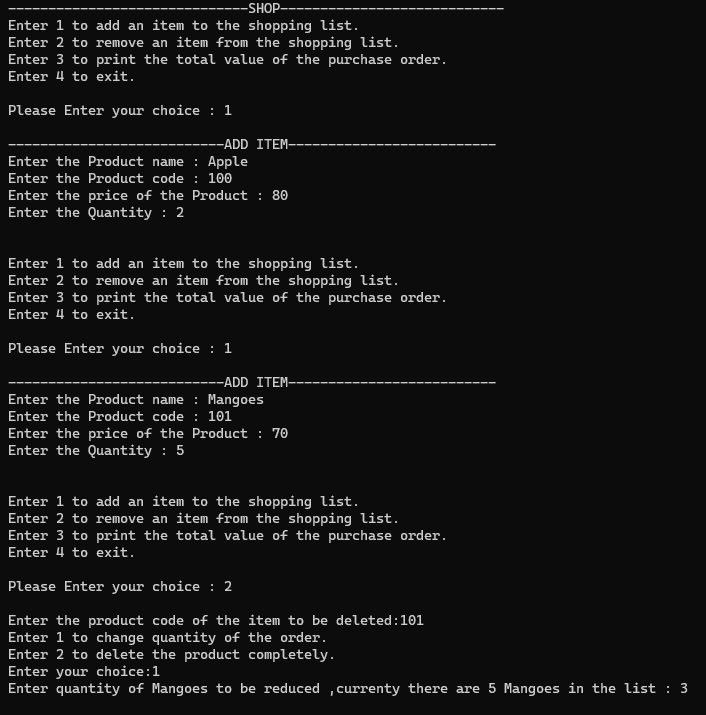 ------------------------------SHOP----------------------------
Enter 1 to add an item to the shopping list.
Enter 2 to remove an item from the shopping list.
Enter 3 to print the total value of the purchase order.
Enter 4 to exit.
Please Enter your choice : 1
---------------------------ADD ITEM--------------------------
Enter the Product name : Apple
Enter the Product code : 100
Enter the price of the Product : 80
Enter the Quantity : 2
Enter 1 to add an item to the shopping list.
Enter 2 to remove an item from the shopping list.
Enter 3 to print the total value of the purchase order.
Enter 4 to exit.
Please Enter your choice : 1
---------------------------ADD ITEM--------------------------
Enter the Product name : Mangoes
Enter the Product code : 101
Enter the price of the Product : 70
Enter the Quantity : 5
Enter 1 to add an item to the shopping list.
Enter 2 to remove an item from the shopping list.
Enter 3 to print the total value of the purchase order.
Enter 4 to exit.
Please Enter your choice : 2
Enter the product code of the item to be deleted:101
Enter 1 to change quantity of the order.
Enter 2 to delete the product completely.
Enter your choice:1
Enter quantity of Mangoes to be reduced ,currenty there are 5 Mangoes in the list : 3